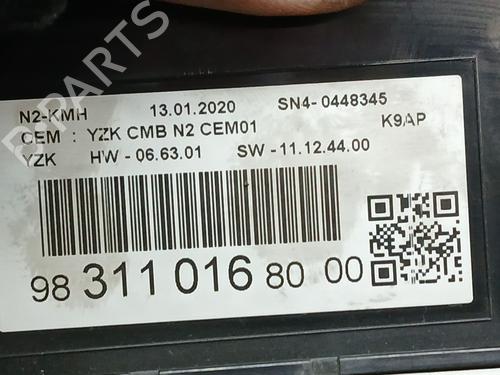 N2-KMH 13.01.2020 SN4- 0448345
CEM : YZK CMB N2 CEM01 K9AP
YZK HW - 06.63.01 SW - 11.12.44.00
98 311 016 80 00
B-PARTS